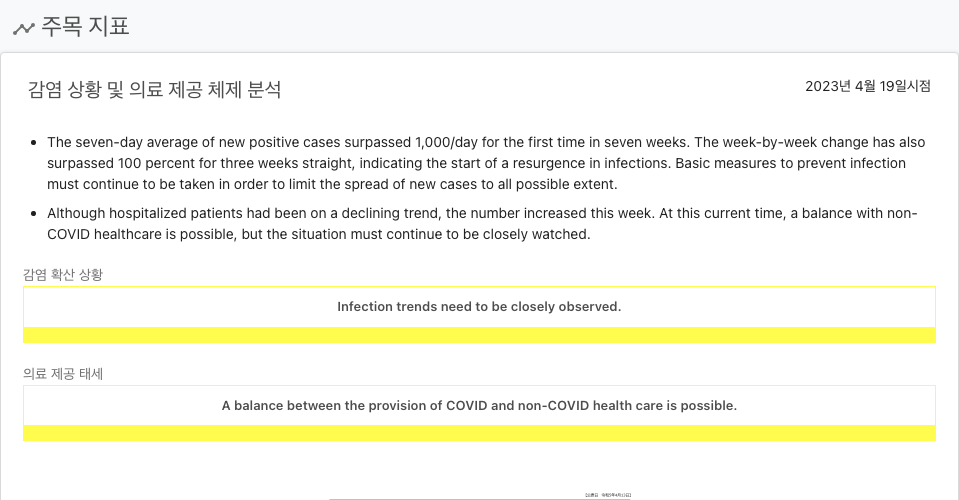 주목 지표
감염 상황 및 의료 제공 체제 분석
2023년 4월 19일시점
• The seven-day average of new positive cases surpassed 1,000/day for the first time in seven weeks. The week-by-week change has also
surpassed 100 percent for three weeks straight, indicating the start of a resurgence in infections. Basic measures to prevent infection
must continue to be taken in order to limit the spread of new cases to all possible extent.
• Although hospitalized patients had been on a declining trend, the number increased this week. At this current time, a balance with non-
COVID healthcare is possible, but the situation must continue to be closely watched.
감염 확산 상황
Infection trends need to be closely observed.
의료 제공 태세
A balance between the provision of COVID and non-COVID health care is possible.